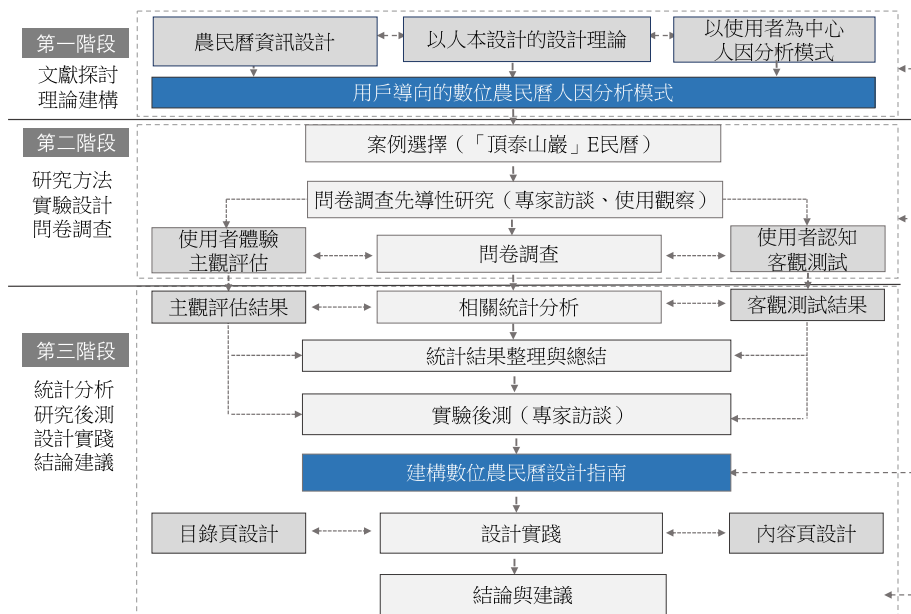 第一階段
文獻探討
理論建構
農民曆資訊設計
以人本設計的設計理論
以使用者為中心
人因分析模式
用戶導向的數位農民曆人因分析模式
第二階段
研究方法
實驗設計
問卷調查
案例選擇(「頂泰山巖」E民曆)
問卷調查先導性研究(專家訪談、使用觀察)
使用者體驗
主觀評估
問卷調查
使用者認知
客觀測試
第三階段
統計分析
研究後測
設計實踐
結論建議
主觀評估結果
相關統計分析
客觀測試結果
統計結果整理與總結
實驗後測(專家訪談)
建構數位農民曆設計指南
目錄頁設計
設計實踐
內容頁設計
結論與建議